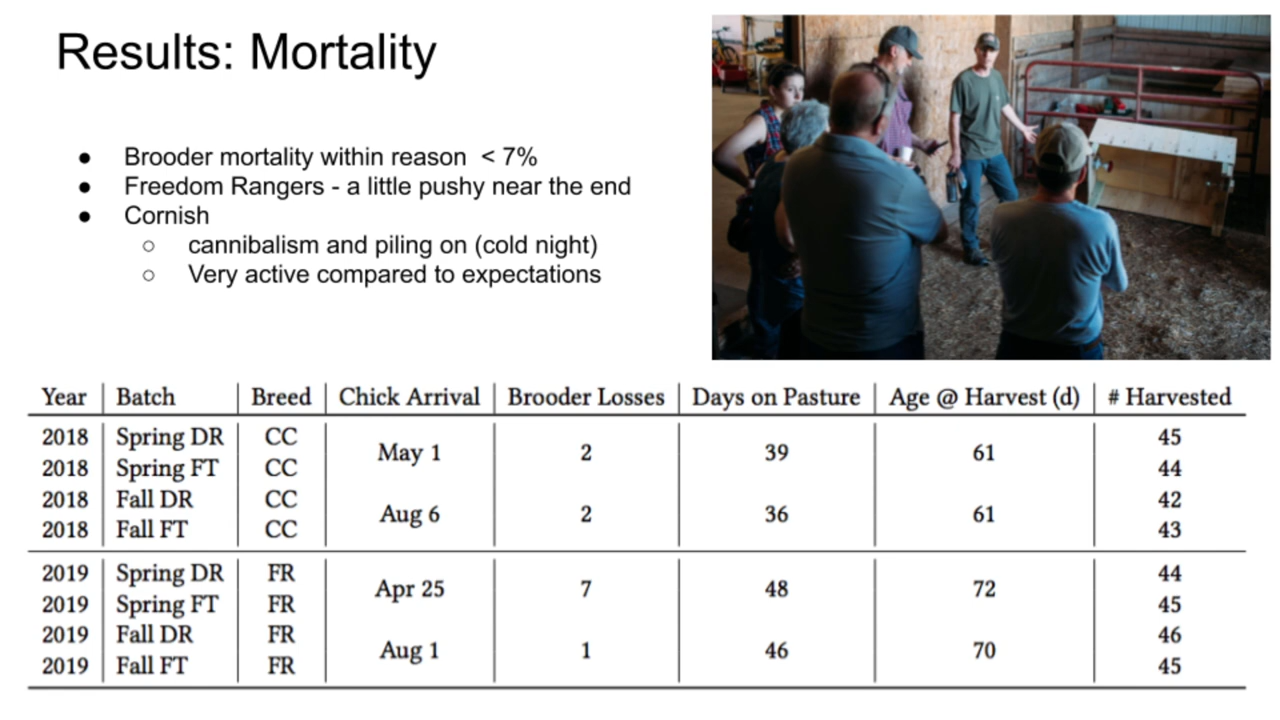 Results: Mortality
● Brooder mortality within reason < 7%
● Freedom Rangers - a little pushy near the end
● Cornish
○ cannibalism and piling on (cold night)
○ Very active compared to expectations
Year Batch Breed Chick Arrival Brooder Losses Days on Pasture Age @ Harvest (d) # Harvested
2018 Spring DR CC May 1 2 39 61 45
2018 Spring FT CC 44
2018 Fall DR CC Aug 6 2 36 61 42
2018 Fall FT CC 43
2019 Spring DR FR Apr 25 7 48 72 44
2019 Spring FT FR 45
2019 Fall DR FR Aug 1 1 46 70 46
2019 Fall FT FR 45